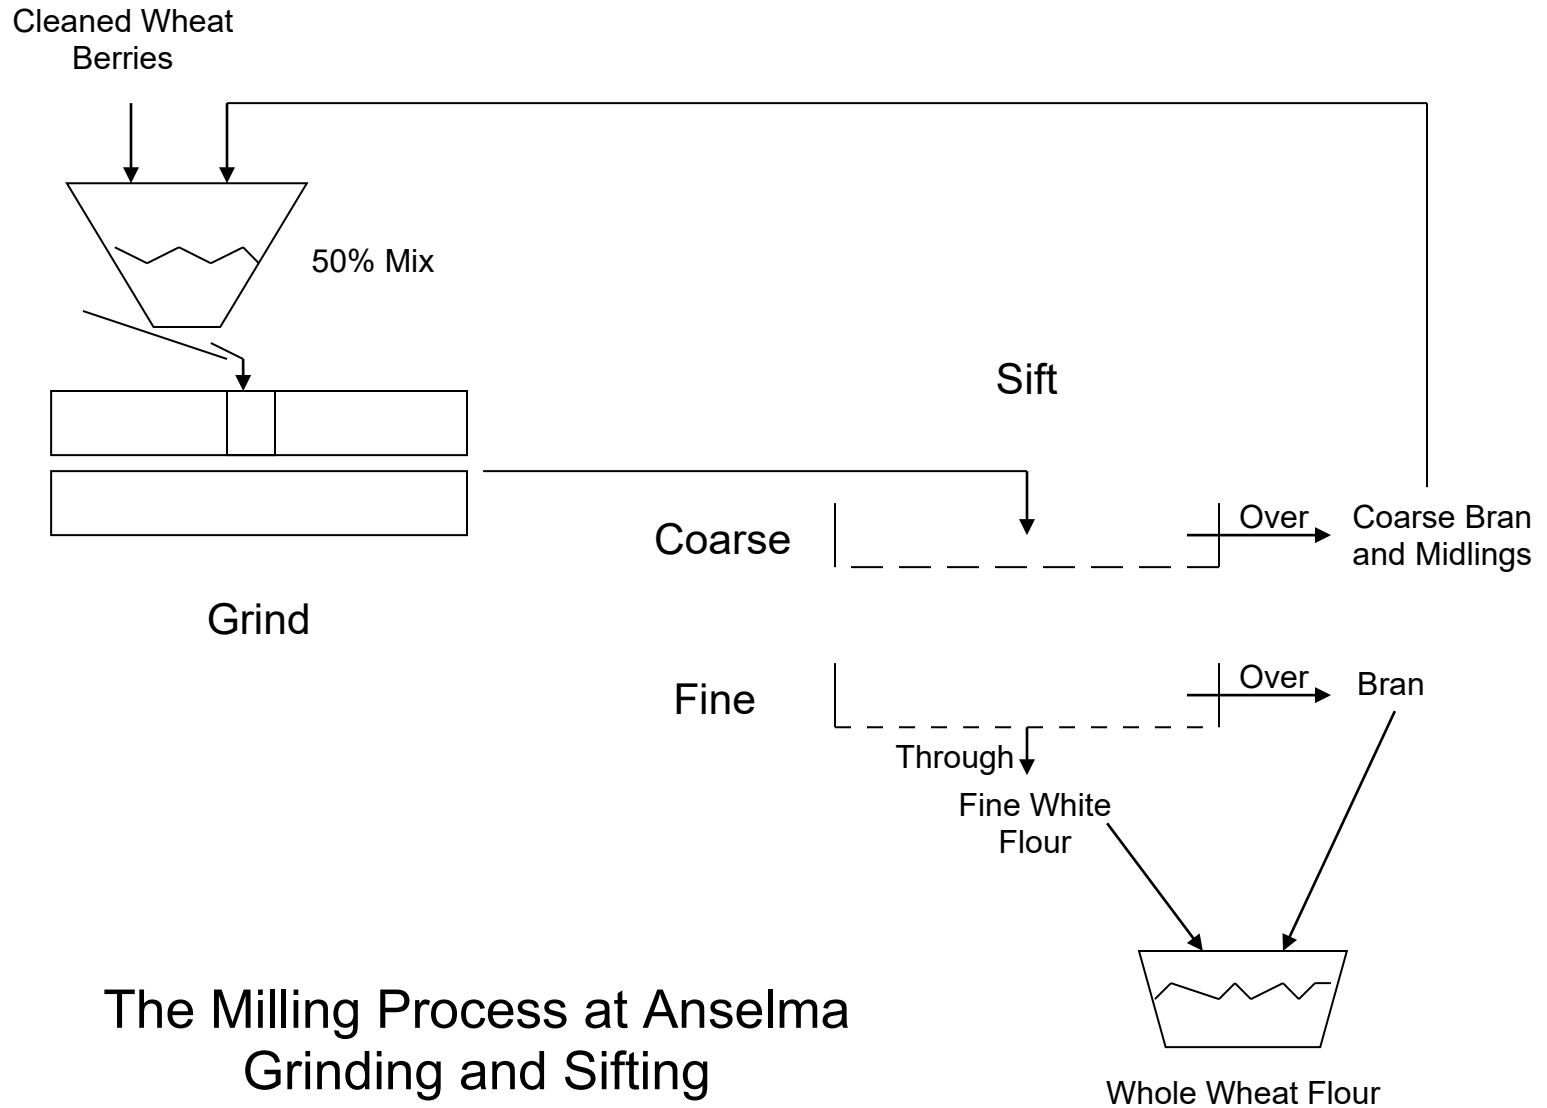 Cleaned Wheat
Berries
50% Mix
Sift
Coarse
Over
Coarse Bran
and Midlings
Grind
Fine
Over
Bran
Through
Fine White
Flour
The Milling Process at Anselma
Grinding and Sifting
Whole Wheat Flour